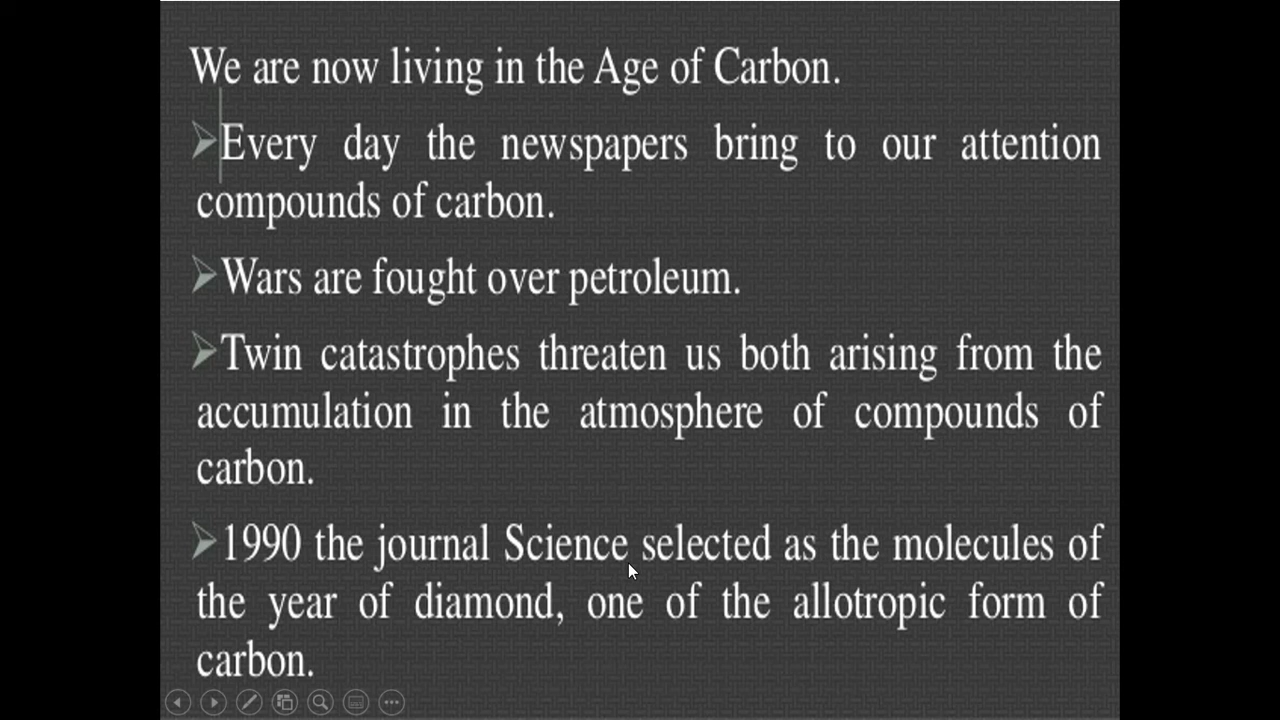 We are now living in the Age of Carbon.
➢Every day the newspapers bring to our attention
compounds of carbon.
➢Wars are fought over petroleum.
➢Twin catastrophes threaten us both arising from the
accumulation in the atmosphere of compounds of
carbon.
➢1990 the journal Science selected as the molecules of
the year of diamond, one of the allotropic form of
carbon.